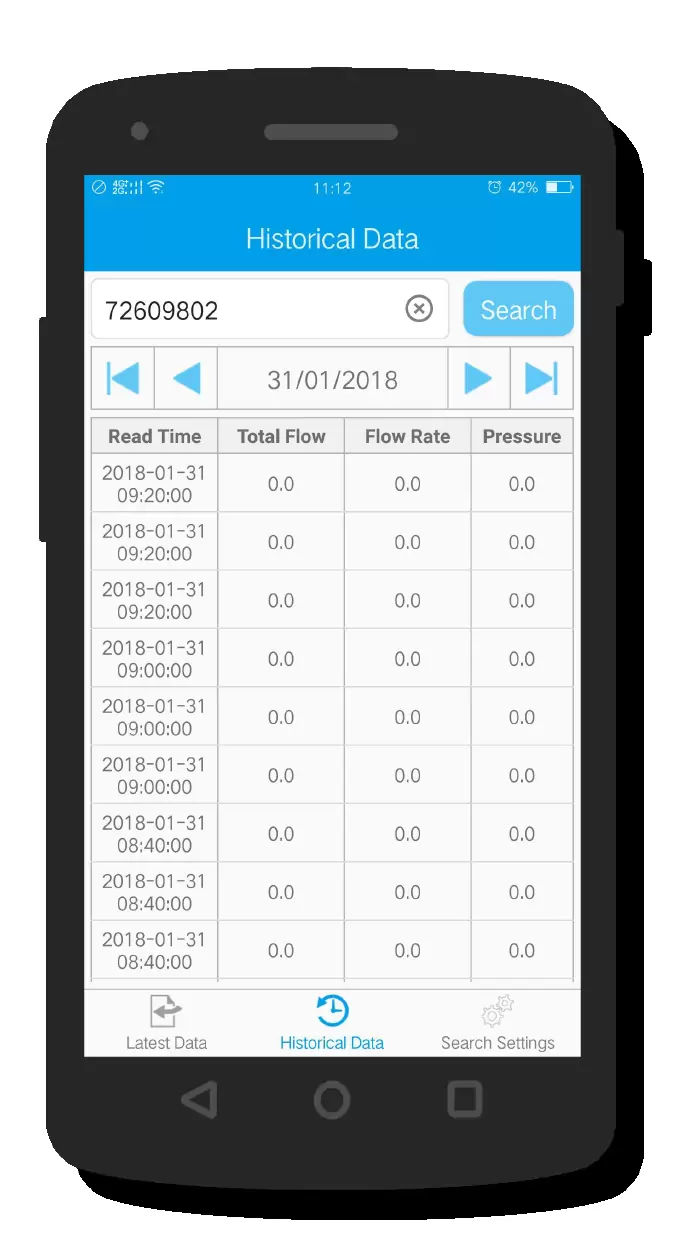 4G 2G 11:12 42%
Historical Data
72609802 Search
31/01/2018
Read Time Total Flow Flow Rate Pressure
2018-01-31
09:20:00 0.0 0.0 0.0
2018-01-31
09:20:00 0.0 0.0 0.0
2018-01-31
09:20:00 0.0 0.0 0.0
2018-01-31
09:00:00 0.0 0.0 0.0
2018-01-31
09:00:00 0.0 0.0 0.0
2018-01-31
09:00:00 0.0 0.0 0.0
2018-01-31
08:40:00 0.0 0.0 0.0
2018-01-31
08:40:00 0.0 0.0 0.0
2018-01-31
08:40:00 0.0 0.0 0.0
Latest Data Historical Data Search Settings